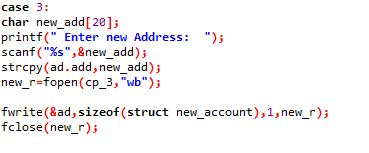 case 3:
char new_add[20];
printf(" Enter new Address:  ");
scanf("%s",&new_add);
strcpy(ad.add,new_add);
new_r=fopen(cp_3,"wb");
fwrite(&ad,sizeof(struct new_account),1,new_r);
fclose(new_r);